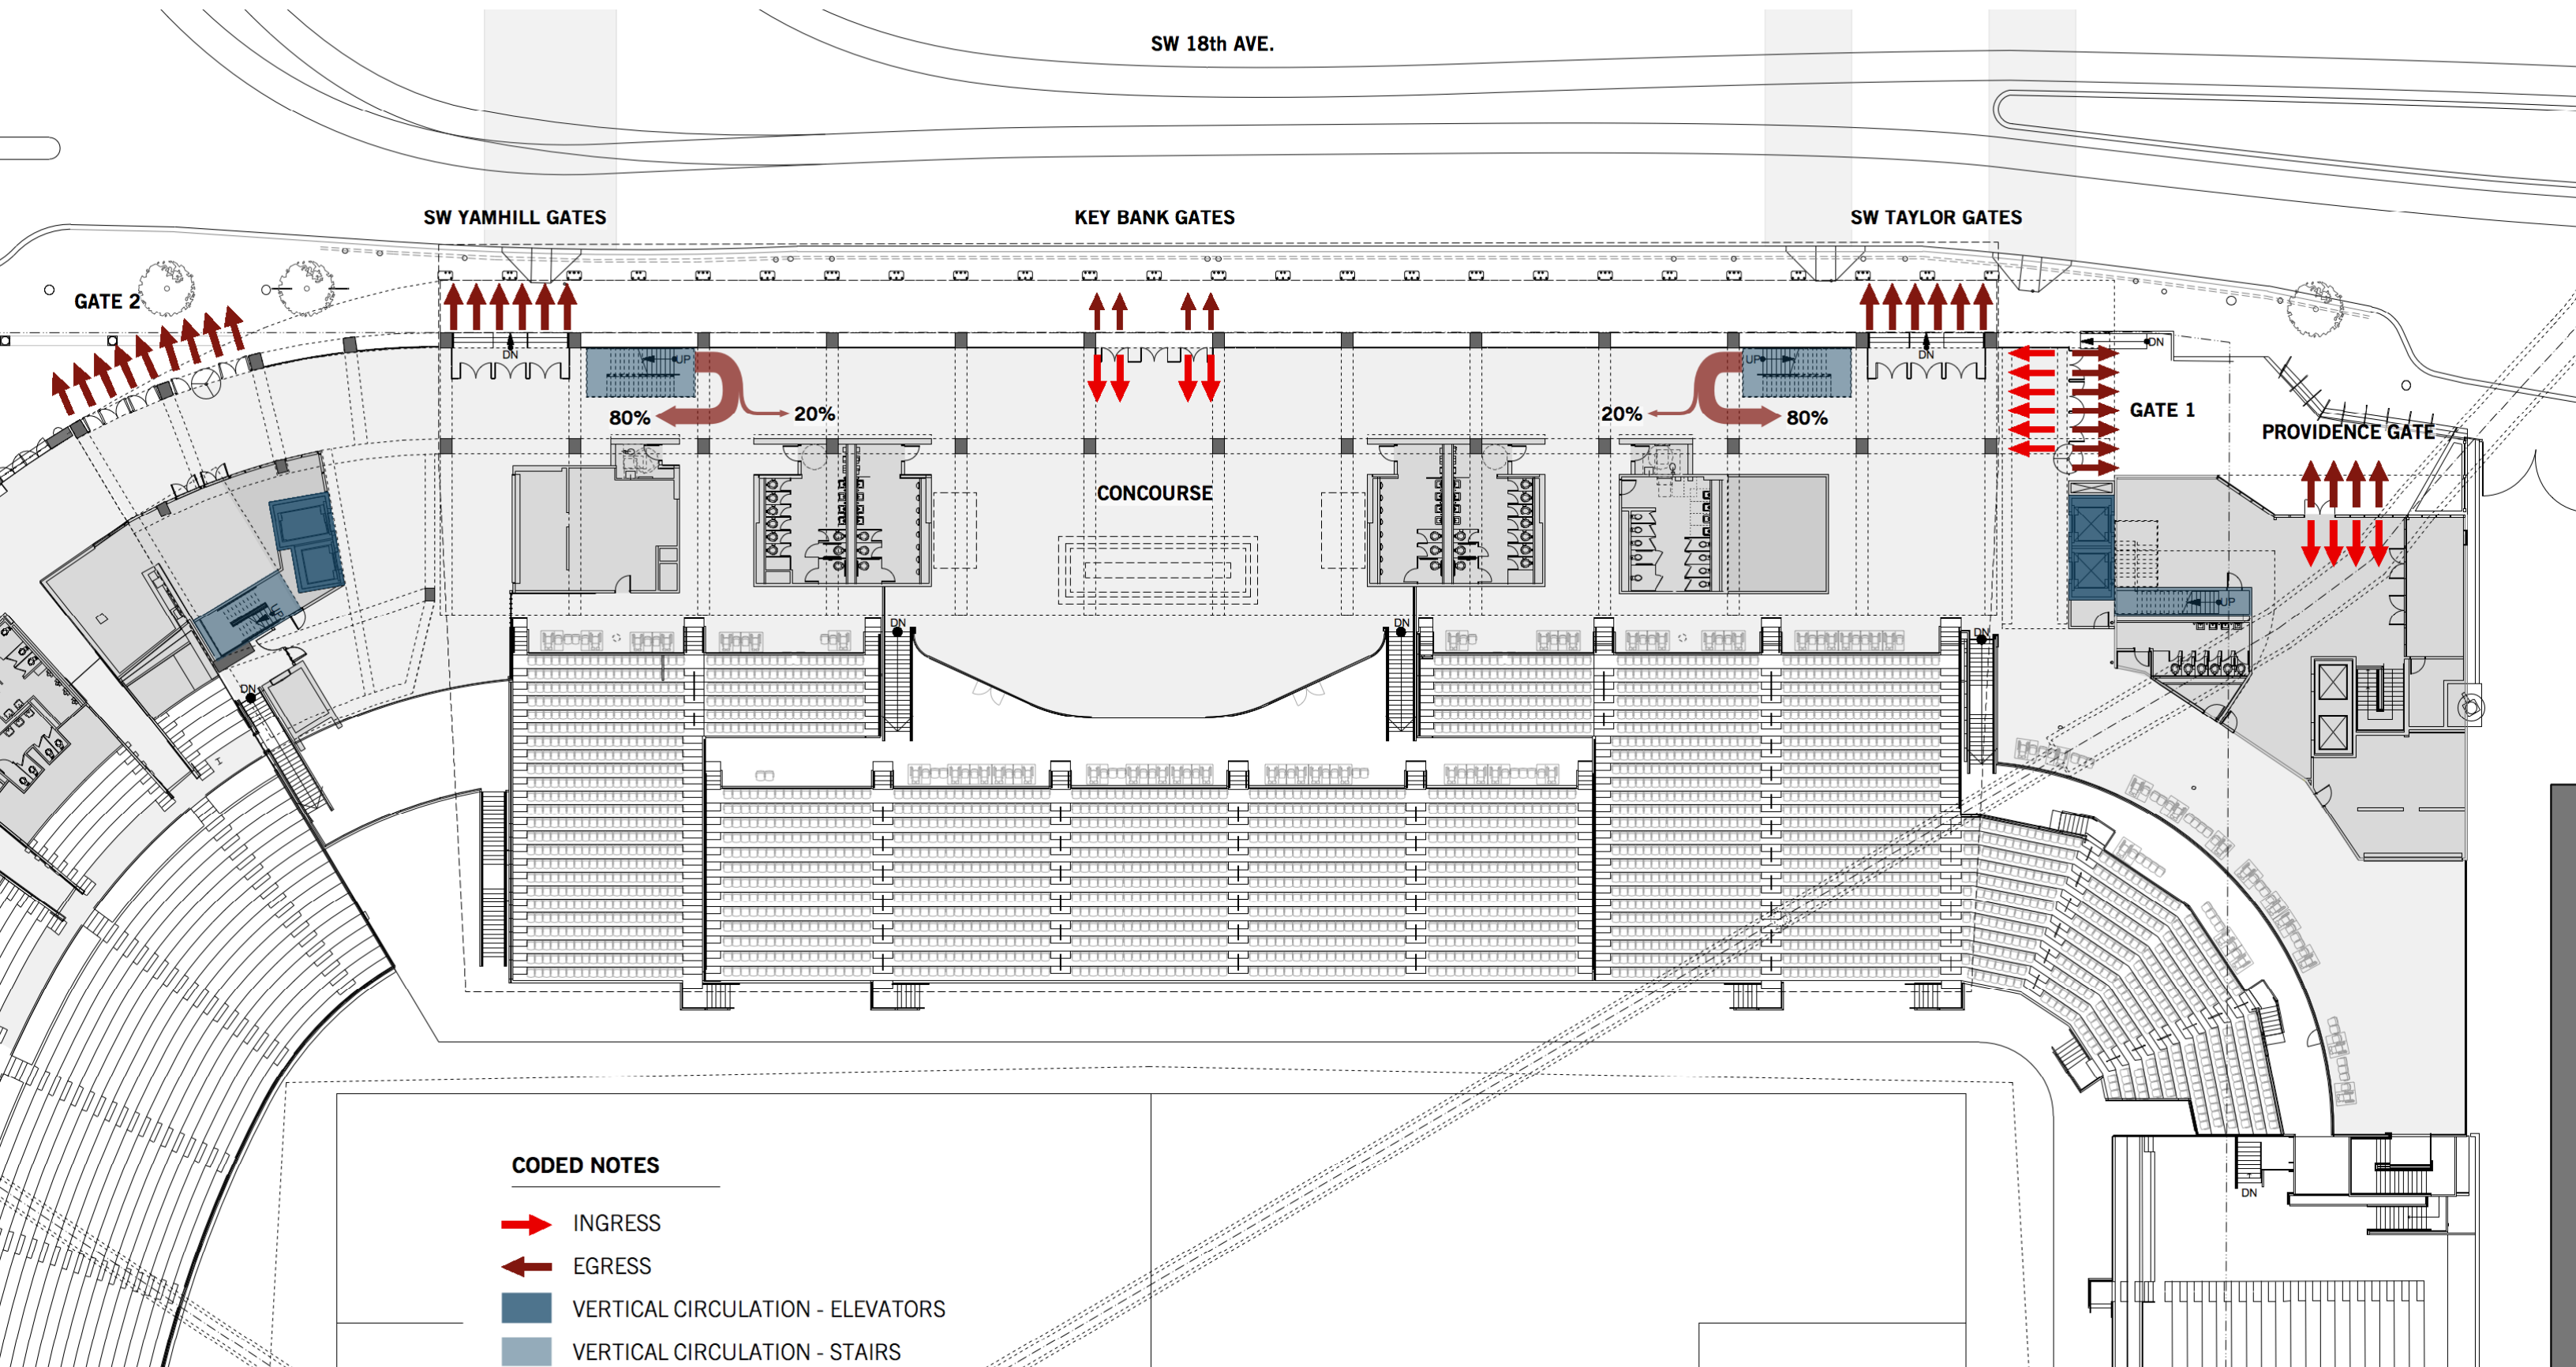 SW 18th AVE.
SW YAMHILL GATES
KEY BANK GATES
SW TAYLOR GATES
GATE 2
DN
UP
80%
20%
UP
20%
80%
DN
DN
GATE 1
PROVIDENCE GATE
CONCOURSE
UP
UP
DN
DN
DN
DN
CODED NOTES
INGRESS
EGRESS
VERTICAL CIRCULATION - ELEVATORS
VERTICAL CIRCULATION - STAIRS
DN